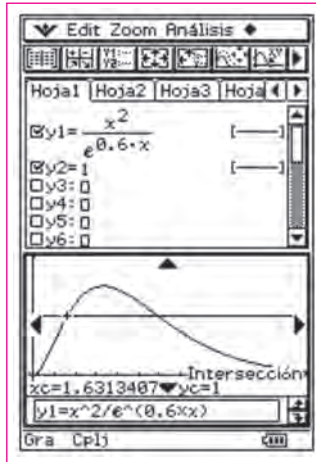 Edit Zoom Análisis
Hoja1 Hoja2 Hoja3 Hoja
y1= x^2 / e^0.6·x [—]
y2=1 [—]
y3:
y4:
y5:
y6:
Intersección
xc=1.6313407 yc=1
y1=x^2/e^(0.6×x)
Gra Cplj